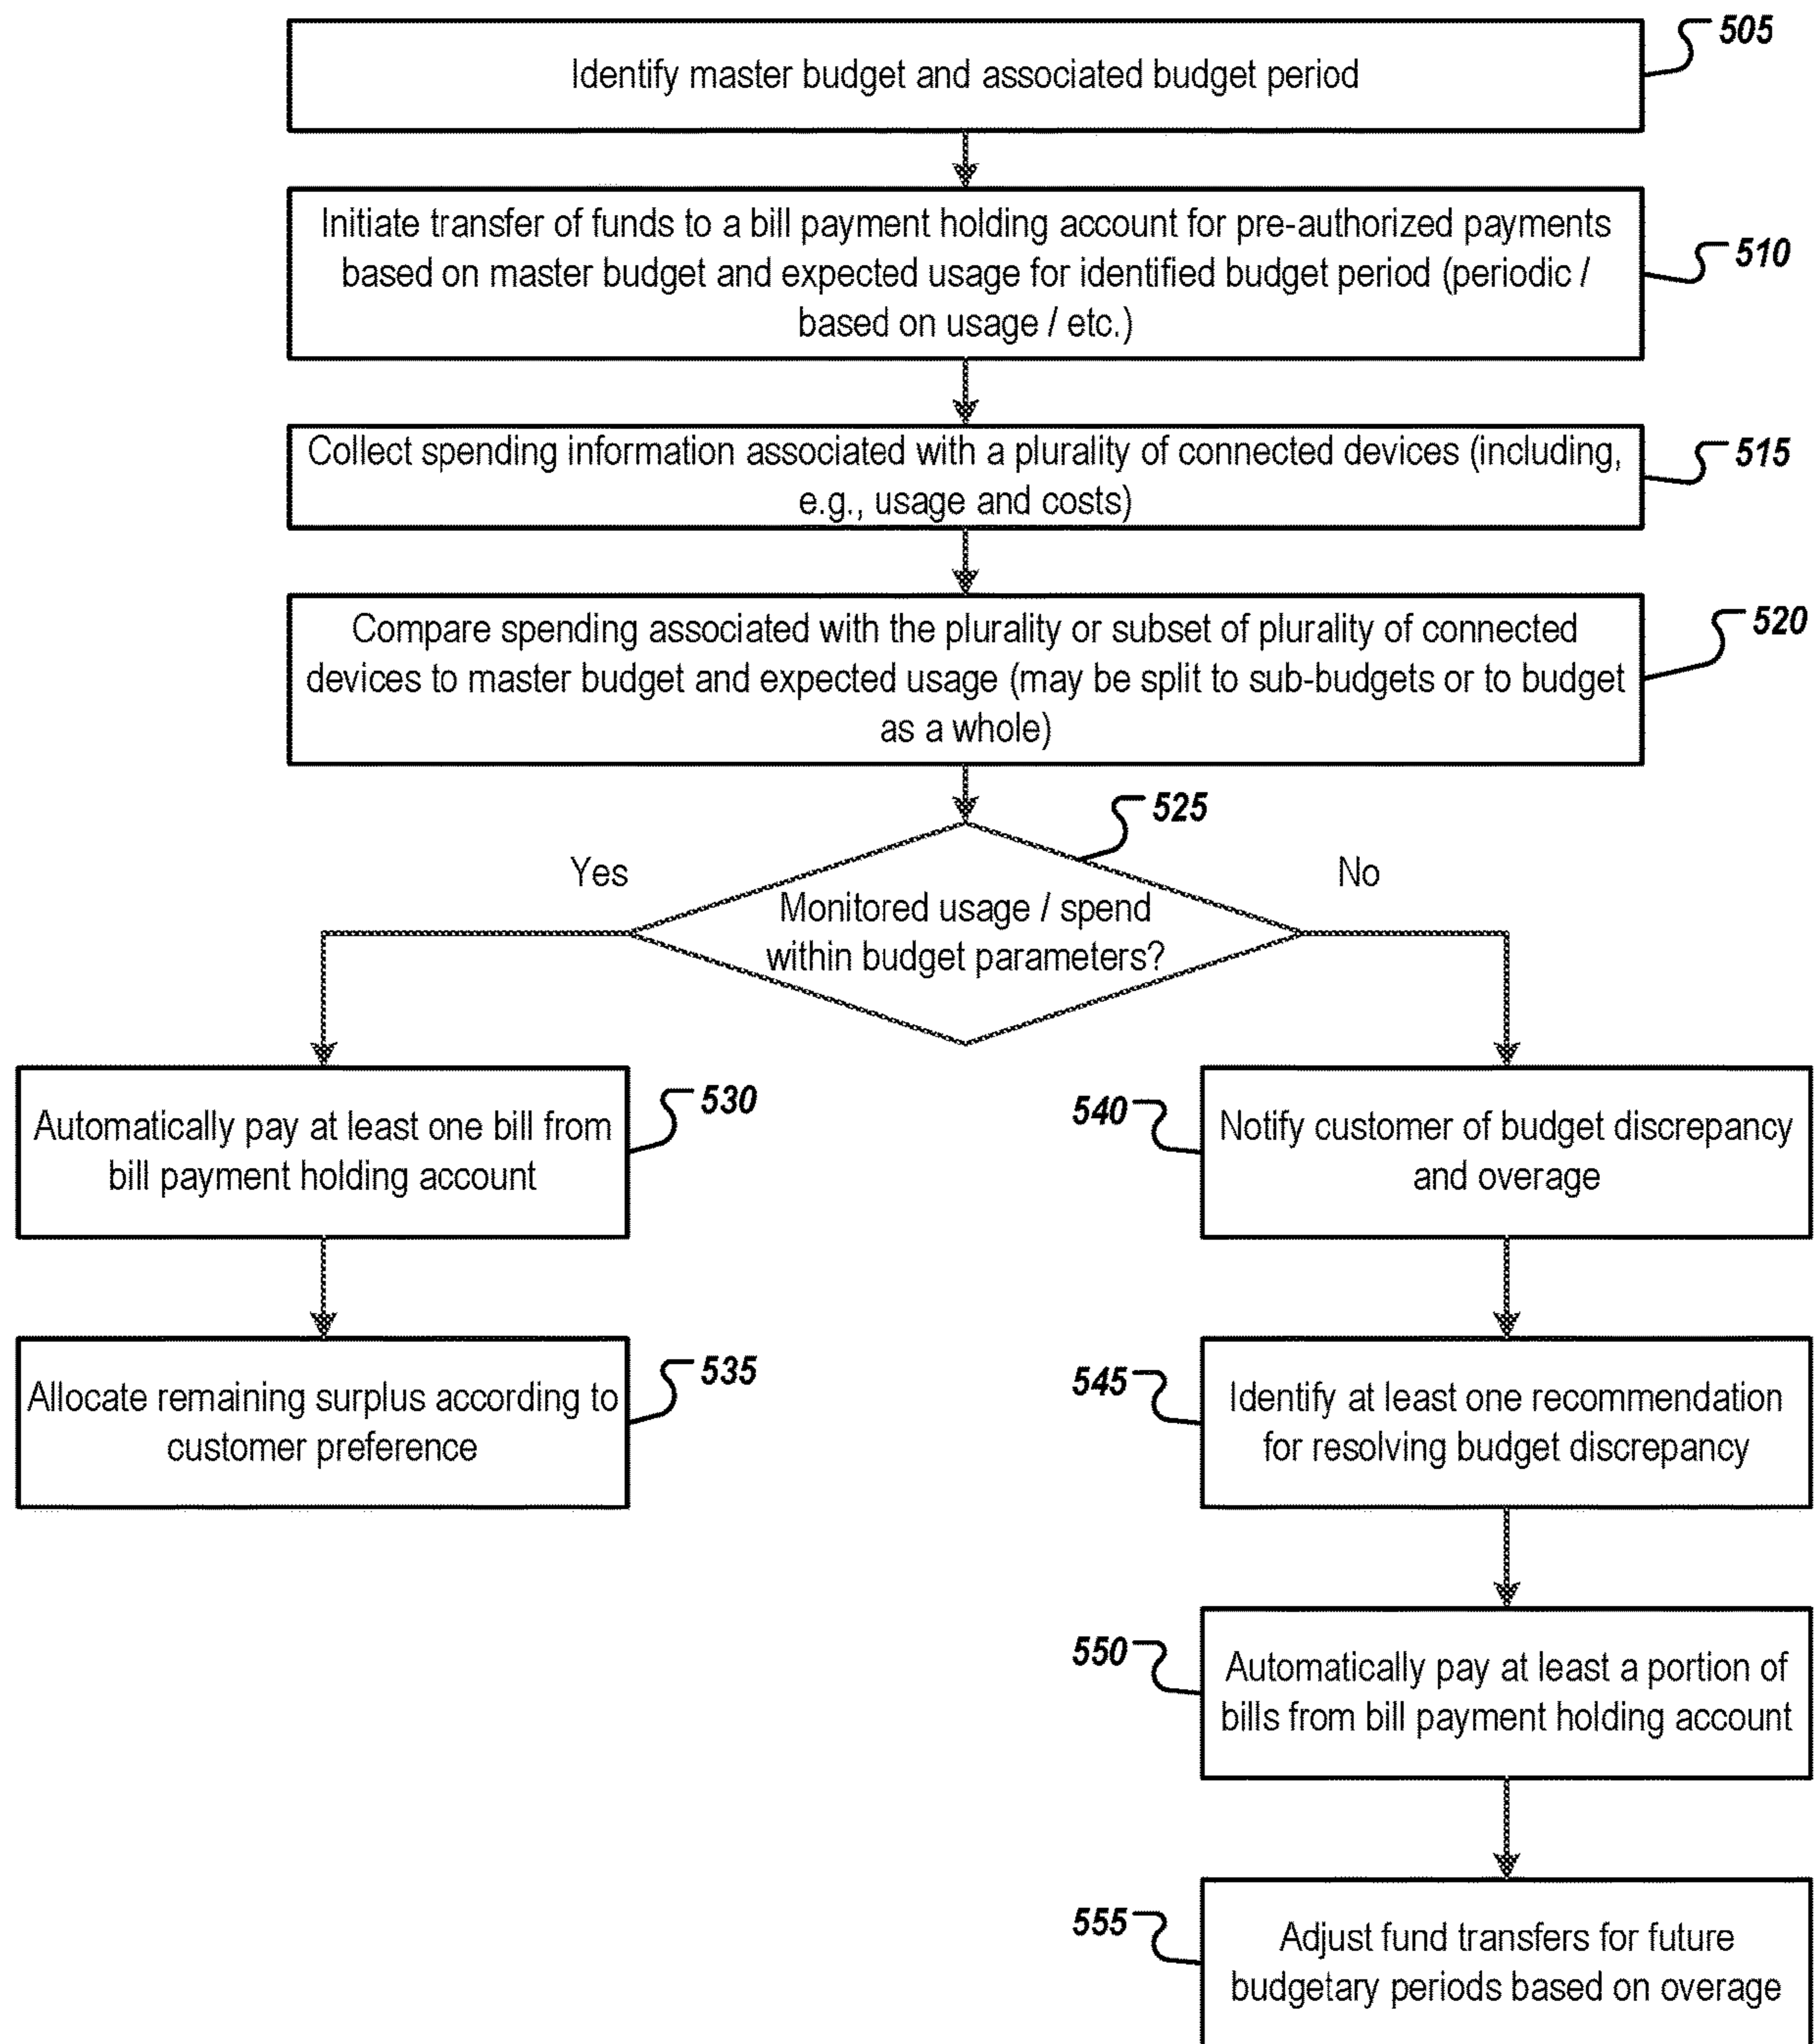 505
Identify master budget and associated budget period
Initiate transfer of funds to a bill payment holding account for pre-authorized payments
based on master budget and expected usage for identified budget period (periodic /
based on usage / etc.)
510
Collect spending information associated with a plurality of connected devices (including,
e.g., usage and costs)
515
Compare spending associated with the plurality or subset of plurality of connected
devices to master budget and expected usage (may be split to sub-budgets or to budget
as a whole)
520
525
Yes
No
Monitored usage / spend
within budget parameters?
Automatically pay at least one bill from
bill payment holding account
530
Allocate remaining surplus according to
customer preference
535
540
Notify customer of budget discrepancy
and overage
545
Identify at least one recommendation
for resolving budget discrepancy
550
Automatically pay at least a portion of
bills from bill payment holding account
555
Adjust fund transfers for future
budgetary periods based on overage